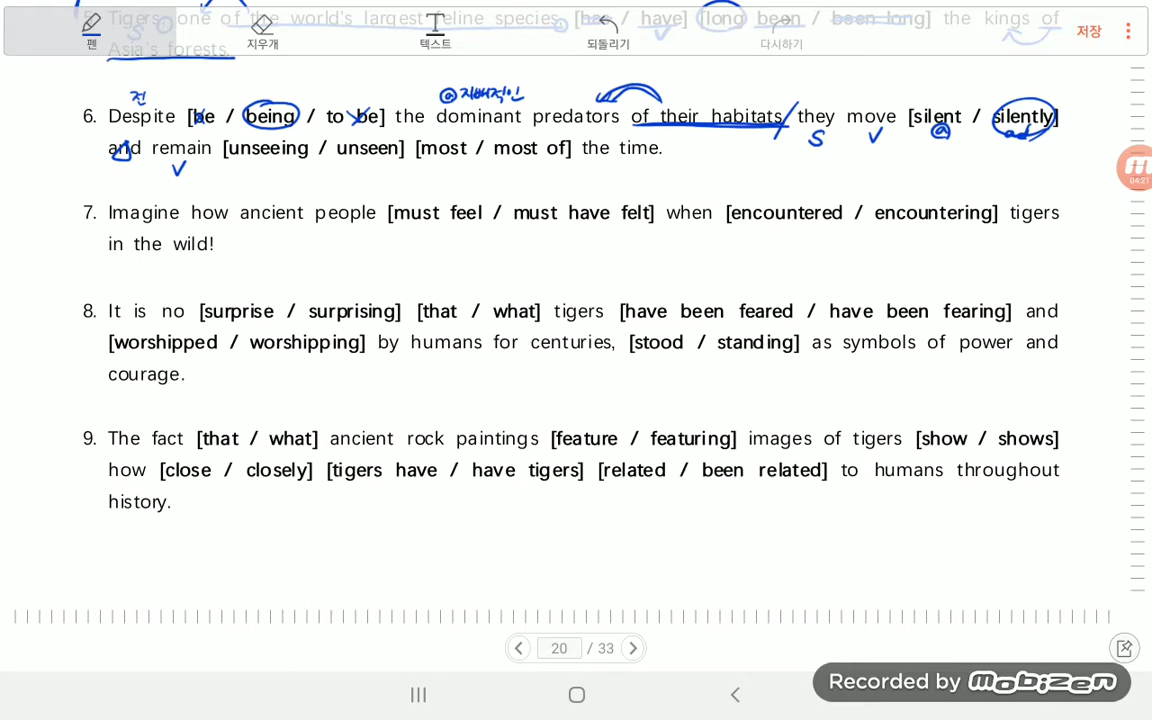 5. Tigers, one of the world's largest feline species, [has / have] [long been / been long] the kings of
펜 지우개 텍스트 되돌리기 다시하기 저장
Asia's forests.
전 ⓐ지배적인
6. Despite [be / being / to be] the dominant predators of their habitats, they move [silent / silently]
S V ⓐ ad
and remain [unseeing / unseen] [most / most of] the time.
V
04:21
7. Imagine how ancient people [must feel / must have felt] when [encountered / encountering] tigers
in the wild!
8. It is no [surprise / surprising] [that / what] tigers [have been feared / have been fearing] and
[worshipped / worshipping] by humans for centuries, [stood / standing] as symbols of power and
courage.
9. The fact [that / what] ancient rock paintings [feature / featuring] images of tigers [show / shows]
how [close / closely] [tigers have / have tigers] [related / been related] to humans throughout
history.
20 / 33
Recorded by mobizen